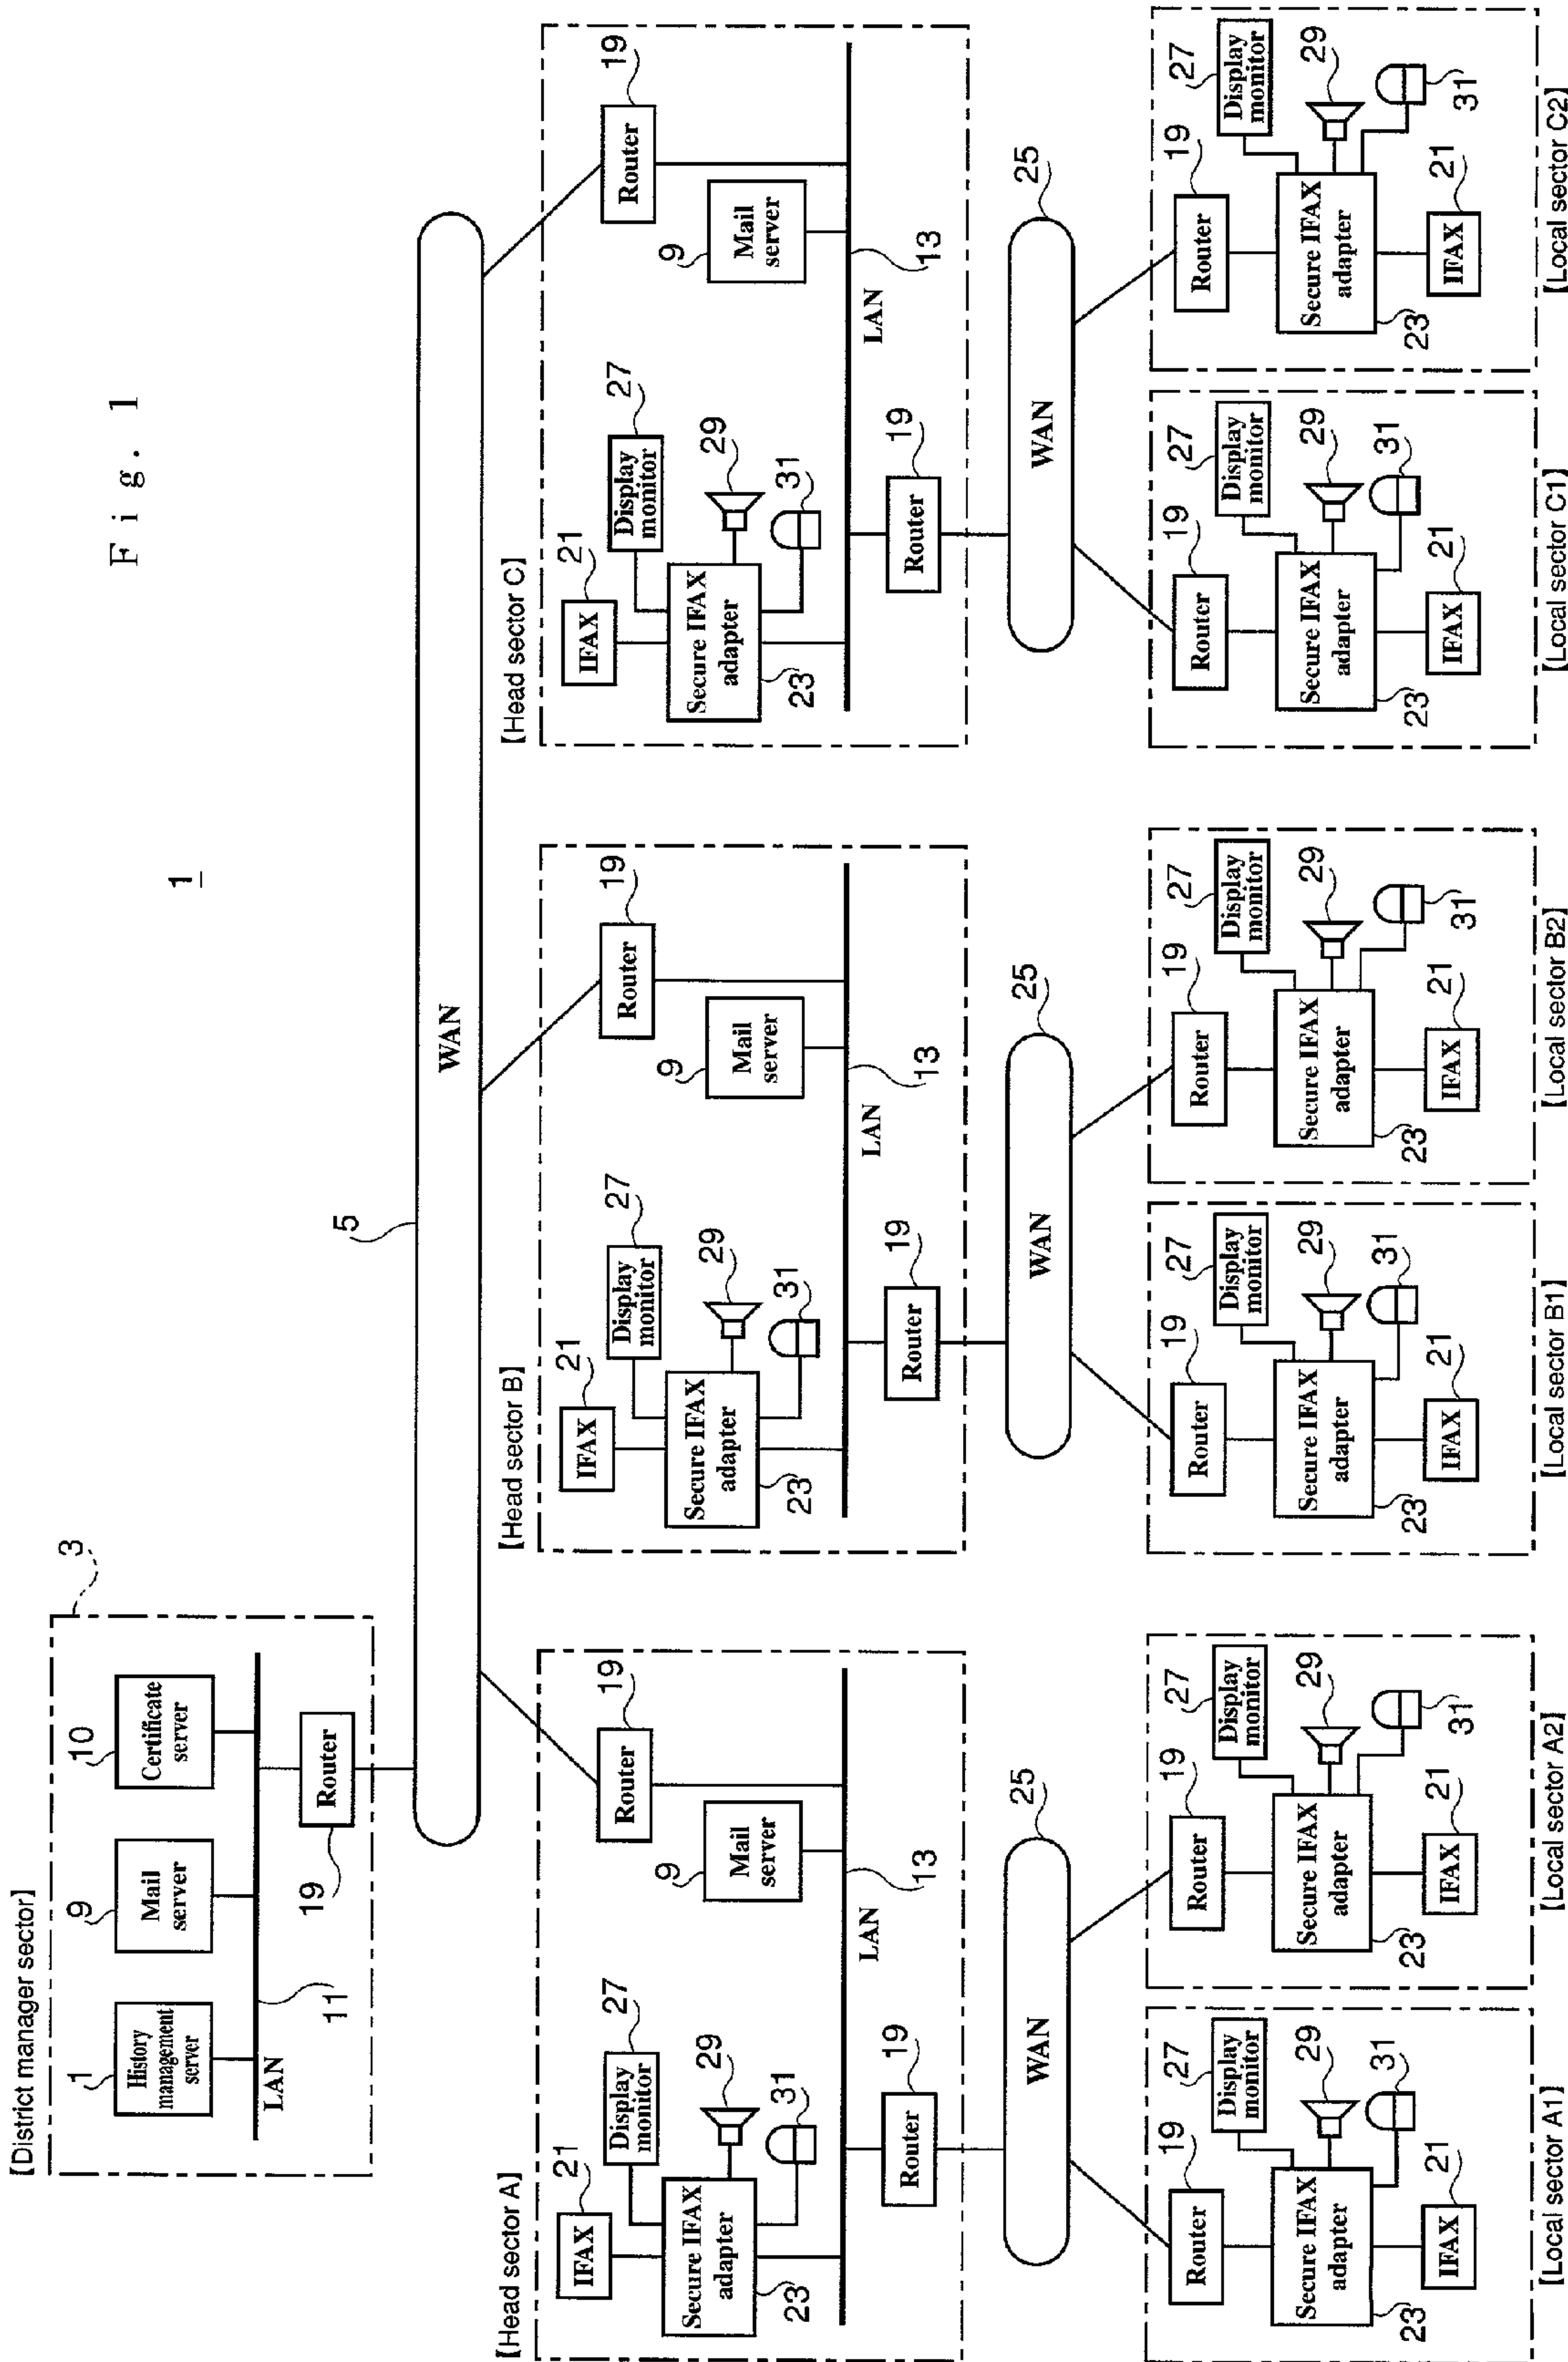 Fig. 1
1
[District manager sector]
3
1
History
management
server
9
Mail
server
10
Certificate
server
LAN
11
19
Router
5
WAN
[Head sector A]
21
IFAX
27
Display
monitor
29
31
Secure IFAX
adapter
23
19
Router
9
Mail
server
13
LAN
19
Router
[Head sector B]
21
IFAX
27
Display
monitor
29
31
Secure IFAX
adapter
23
19
Router
9
Mail
server
13
LAN
19
Router
[Head sector C]
21
IFAX
27
Display
monitor
29
31
Secure IFAX
adapter
23
19
Router
9
Mail
server
13
LAN
19
Router
25
WAN
25
WAN
25
WAN
19
Router
27
Display
monitor
29
31
Secure IFAX
adapter
23
21
IFAX
[Local sector A1]
19
Router
27
Display
monitor
29
31
Secure IFAX
adapter
23
21
IFAX
[Local sector A2]
19
Router
27
Display
monitor
29
31
Secure IFAX
adapter
23
21
IFAX
[Local sector B1]
19
Router
27
Display
monitor
29
31
Secure IFAX
adapter
23
21
IFAX
[Local sector B2]
19
Router
27
Display
monitor
29
31
Secure IFAX
adapter
23
21
IFAX
[Local sector C1]
19
Router
27
Display
monitor
29
31
Secure IFAX
adapter
23
21
IFAX
[Local sector C2]